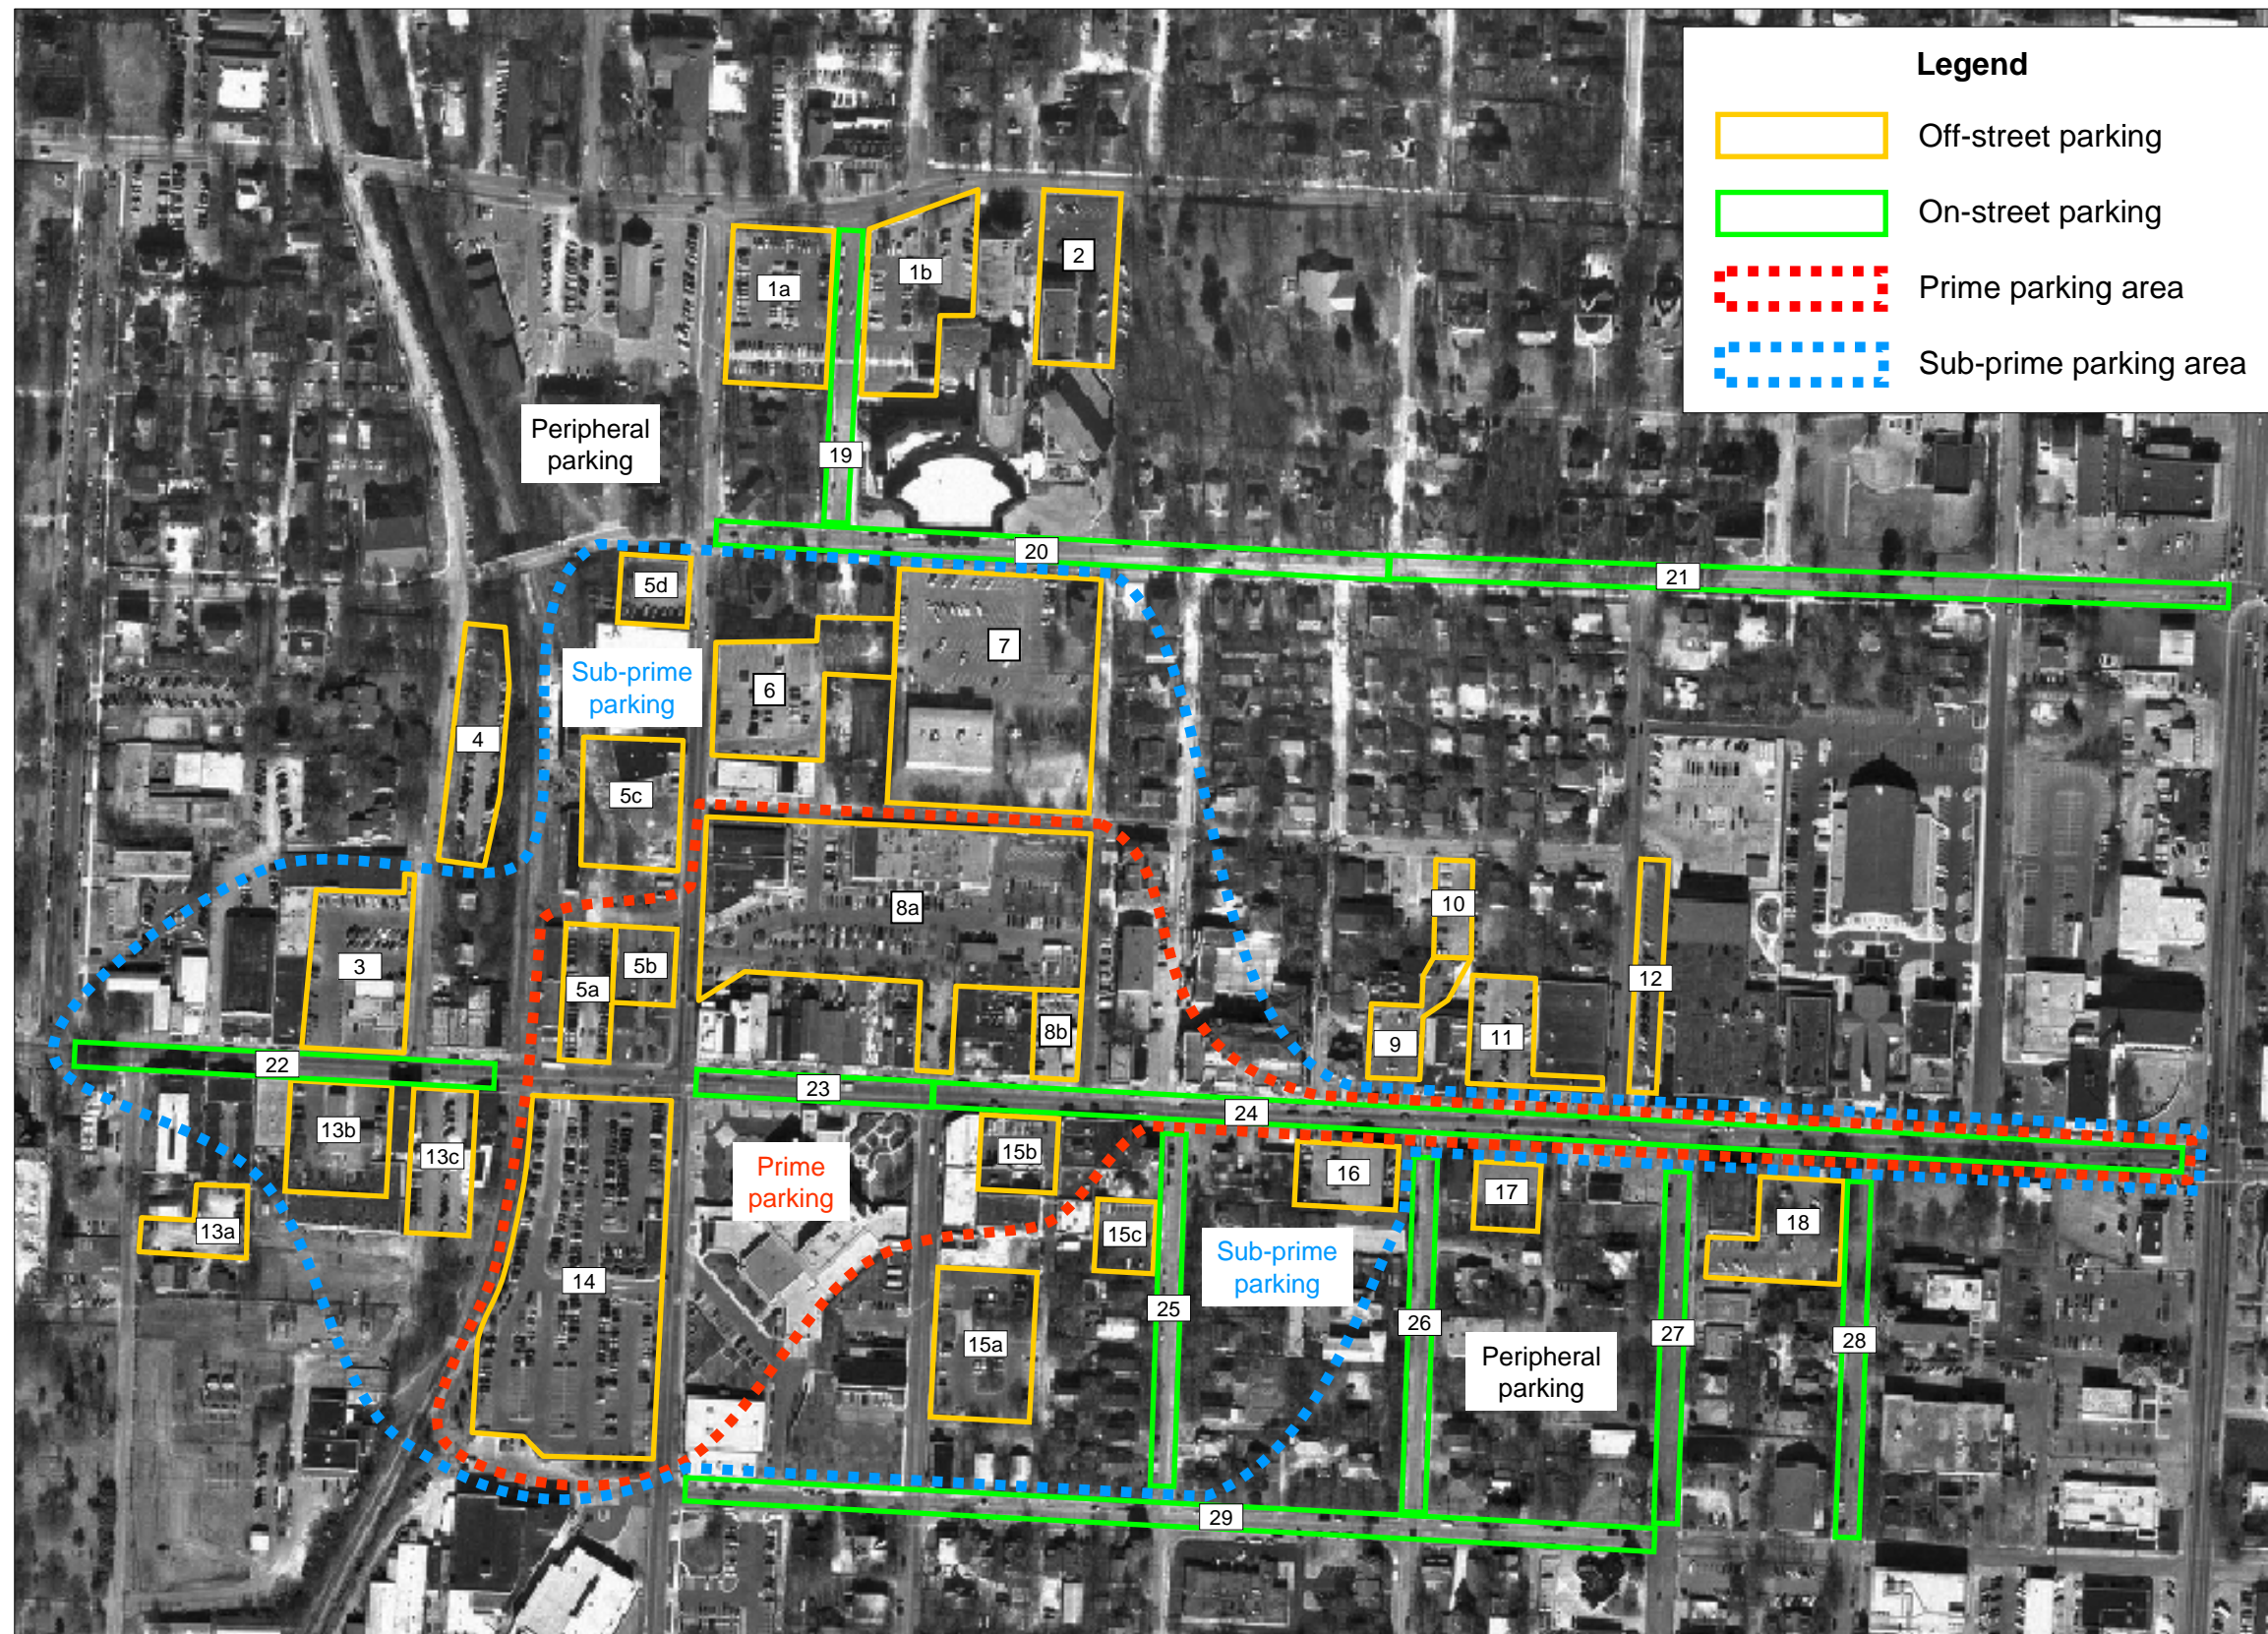 Legend
Off-street parking
On-street parking
Prime parking area
Sub-prime parking area
2
1b
1a
Peripheral
parking
19
20
21
5d
7
Sub-prime
parking
6
4
5c
8a
10
3
5b
5a
12
8b
11
9
22
23
24
13b
15b
13c
Prime
parking
16
17
13a
15c
18
Sub-prime
parking
14
25
26
27
28
15a
Peripheral
parking
29